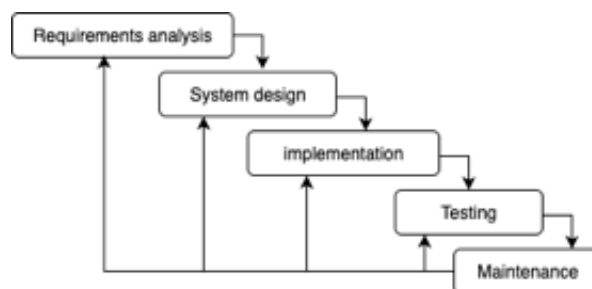 Requirements analysis
System design
implementation
Testing
Maintenance